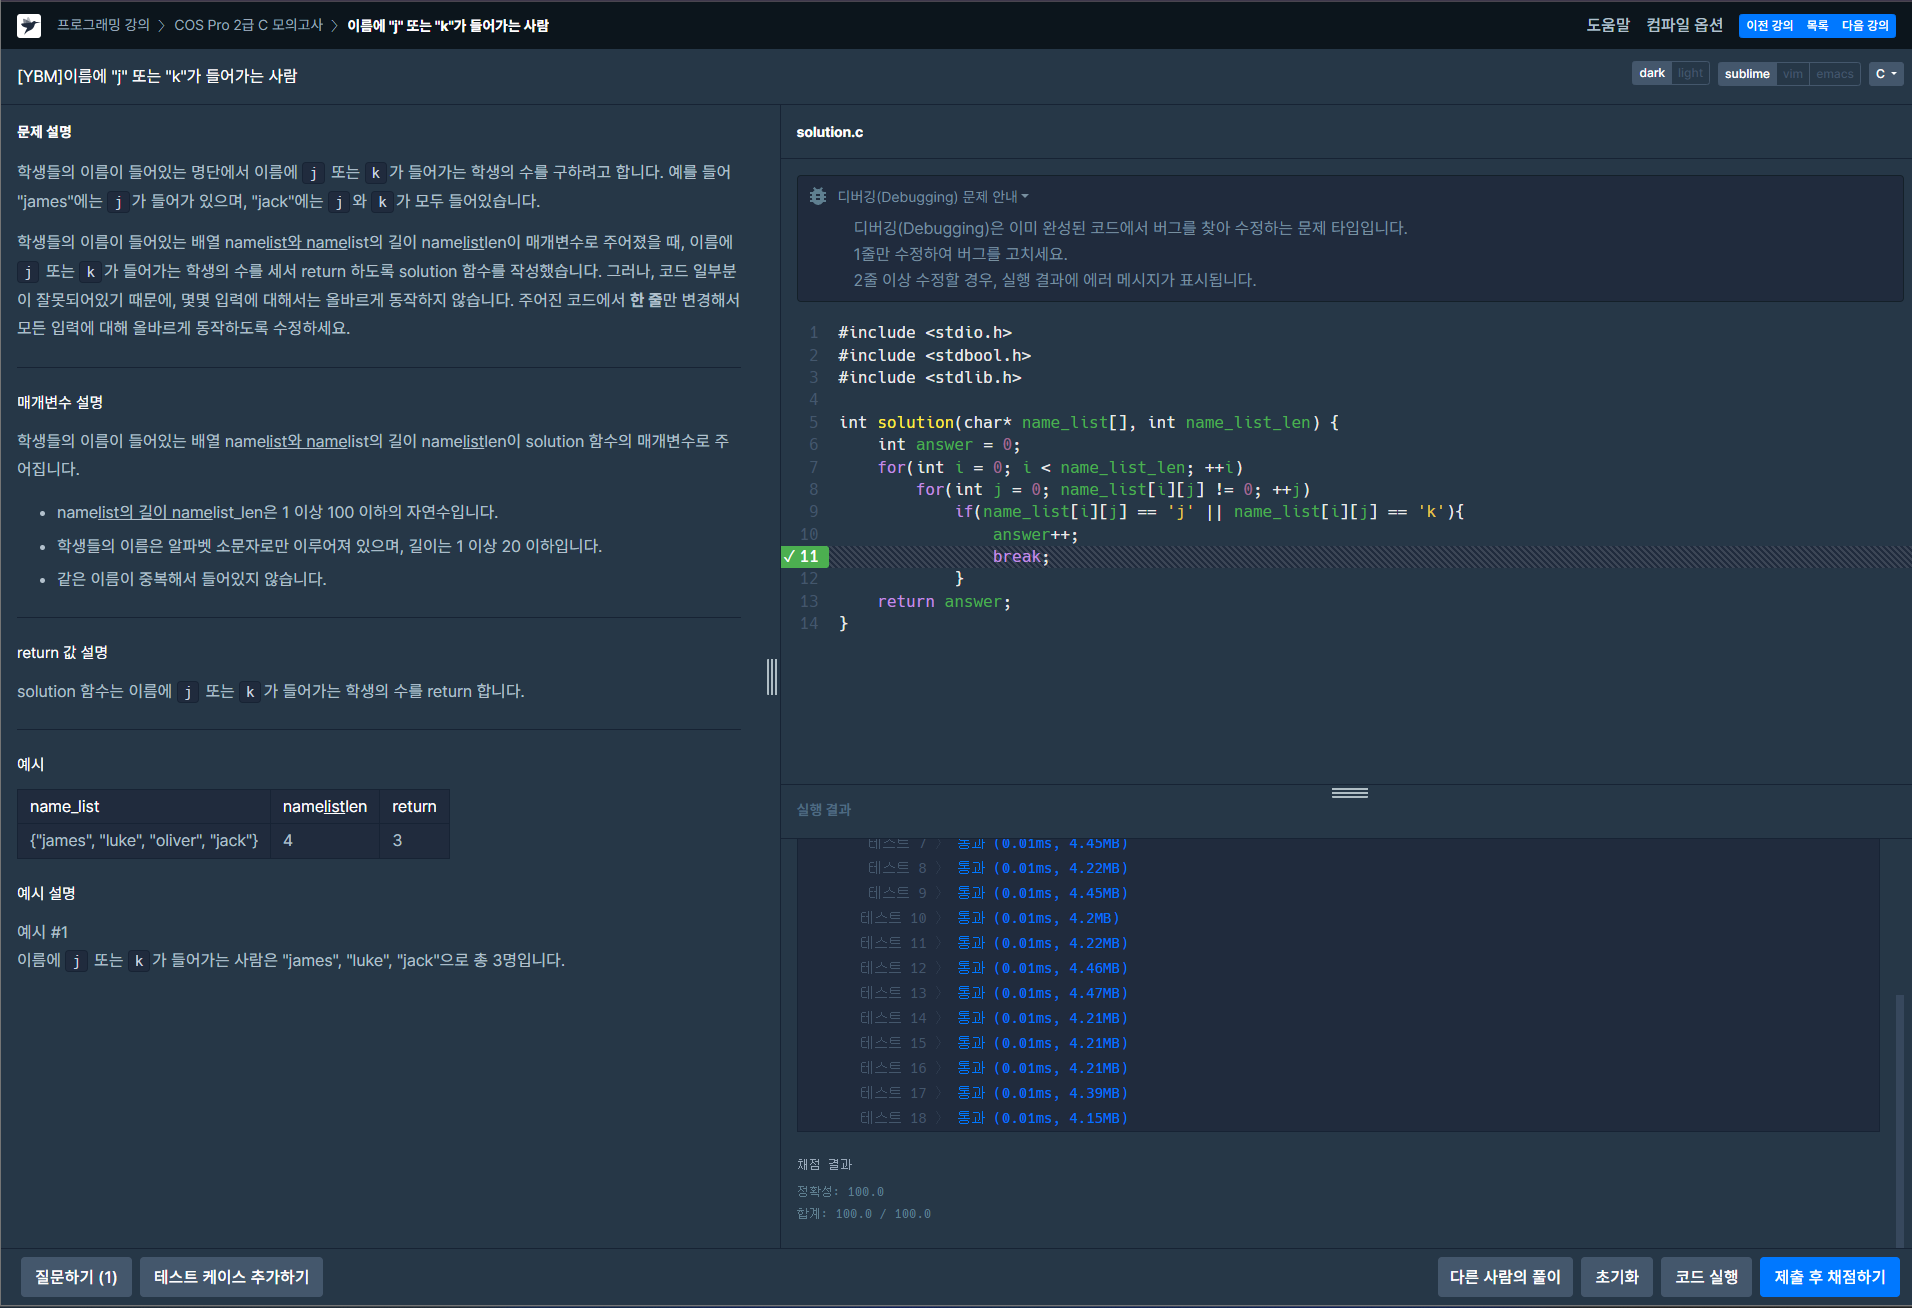 프로그래밍 강의 > COS Pro 2급 C 모의고사 > 이름에 "j" 또는 "k"가 들어가는 사람
도움말 컴파일 옵션 이전 강의 목록 다음 강의
[YBM]이름에 "j" 또는 "k"가 들어가는 사람
dark light sublime vim emacs C
문제 설명
학생들의 이름이 들어있는 명단에서 이름에 j 또는 k 가 들어가는 학생의 수를 구하려고 합니다. 예를 들어
"james"에는 j 가 들어가 있으며, "jack"에는 j 와 k 가 모두 들어있습니다.
학생들의 이름이 들어있는 배열 namelist와 namelist의 길이 namelistlen이 매개변수로 주어졌을 때, 이름에
j 또는 k 가 들어가는 학생의 수를 세서 return 하도록 solution 함수를 작성했습니다. 그러나, 코드 일부분
이 잘못되어있기 때문에, 몇몇 입력에 대해서는 올바르게 동작하지 않습니다. 주어진 코드에서 한 줄만 변경해서
모든 입력에 대해 올바르게 동작하도록 수정하세요.
매개변수 설명
학생들의 이름이 들어있는 배열 namelist와 namelist의 길이 namelistlen이 solution 함수의 매개변수로 주
어집니다.
• namelist의 길이 namelist_len은 1 이상 100 이하의 자연수입니다.
• 학생들의 이름은 알파벳 소문자로만 이루어져 있으며, 길이는 1 이상 20 이하입니다.
• 같은 이름이 중복해서 들어있지 않습니다.
return 값 설명
solution 함수는 이름에 j 또는 k 가 들어가는 학생의 수를 return 합니다.
예시
name_list namelistlen return
{"james", "luke", "oliver", "jack"} 4 3
예시 설명
예시 #1
이름에 j 또는 k 가 들어가는 사람은 "james", "luke", "jack"으로 총 3명입니다.
solution.c
디버깅(Debugging) 문제 안내
디버깅(Debugging)은 이미 완성된 코드에서 버그를 찾아 수정하는 문제 타입입니다.
1줄만 수정하여 버그를 고치세요.
2줄 이상 수정할 경우, 실행 결과에 에러 메시지가 표시됩니다.
1 #include <stdio.h>
2 #include <stdbool.h>
3 #include <stdlib.h>
4
5 int solution(char* name_list[], int name_list_len) {
6     int answer = 0;
7     for(int i = 0; i < name_list_len; ++i)
8         for(int j = 0; name_list[i][j] != 0; ++j)
9             if(name_list[i][j] == 'j' || name_list[i][j] == 'k'){
10                 answer++;
✓ 11                 break;
12             }
13     return answer;
14 }
실행 결과
테스트 7 〉 통과 (0.01ms, 4.45MB)
테스트 8 〉 통과 (0.01ms, 4.22MB)
테스트 9 〉 통과 (0.01ms, 4.45MB)
테스트 10 〉 통과 (0.01ms, 4.2MB)
테스트 11 〉 통과 (0.01ms, 4.22MB)
테스트 12 〉 통과 (0.01ms, 4.46MB)
테스트 13 〉 통과 (0.01ms, 4.47MB)
테스트 14 〉 통과 (0.01ms, 4.21MB)
테스트 15 〉 통과 (0.01ms, 4.21MB)
테스트 16 〉 통과 (0.01ms, 4.21MB)
테스트 17 〉 통과 (0.01ms, 4.39MB)
테스트 18 〉 통과 (0.01ms, 4.15MB)
채점 결과
정확성: 100.0
합계: 100.0 / 100.0
질문하기 (1) 테스트 케이스 추가하기 다른 사람의 풀이 초기화 코드 실행 제출 후 채점하기